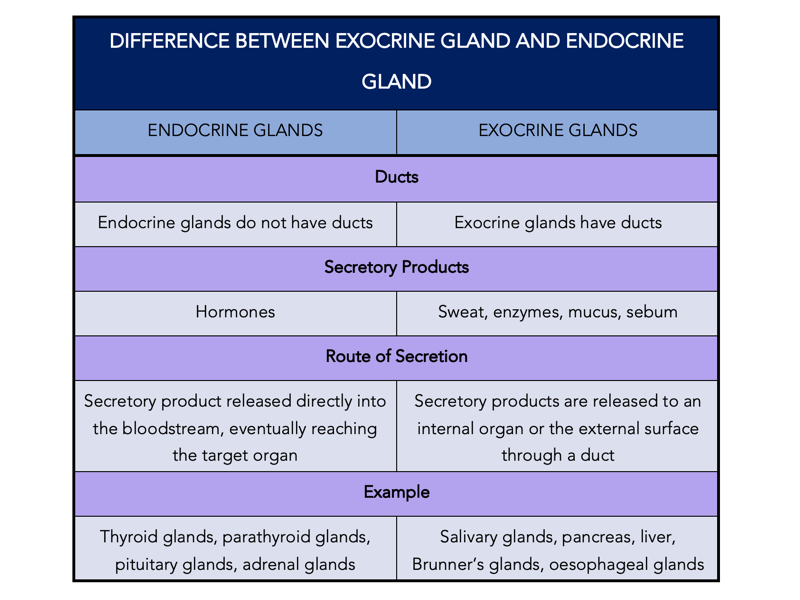 DIFFERENCE BETWEEN EXOCRINE GLAND AND ENDOCRINE
GLAND
ENDOCRINE GLANDS
EXOCRINE GLANDS
Ducts
Endocrine glands do not have ducts
Exocrine glands have ducts
Secretory Products
Hormones
Sweat, enzymes, mucus, sebum
Route of Secretion
Secretory product released directly into
the bloodstream, eventually reaching
the target organ
Secretory products are released to an
internal organ or the external surface
through a duct
Example
Thyroid glands, parathyroid glands,
pituitary glands, adrenal glands
Salivary glands, pancreas, liver,
Brunner’s glands, oesophageal glands